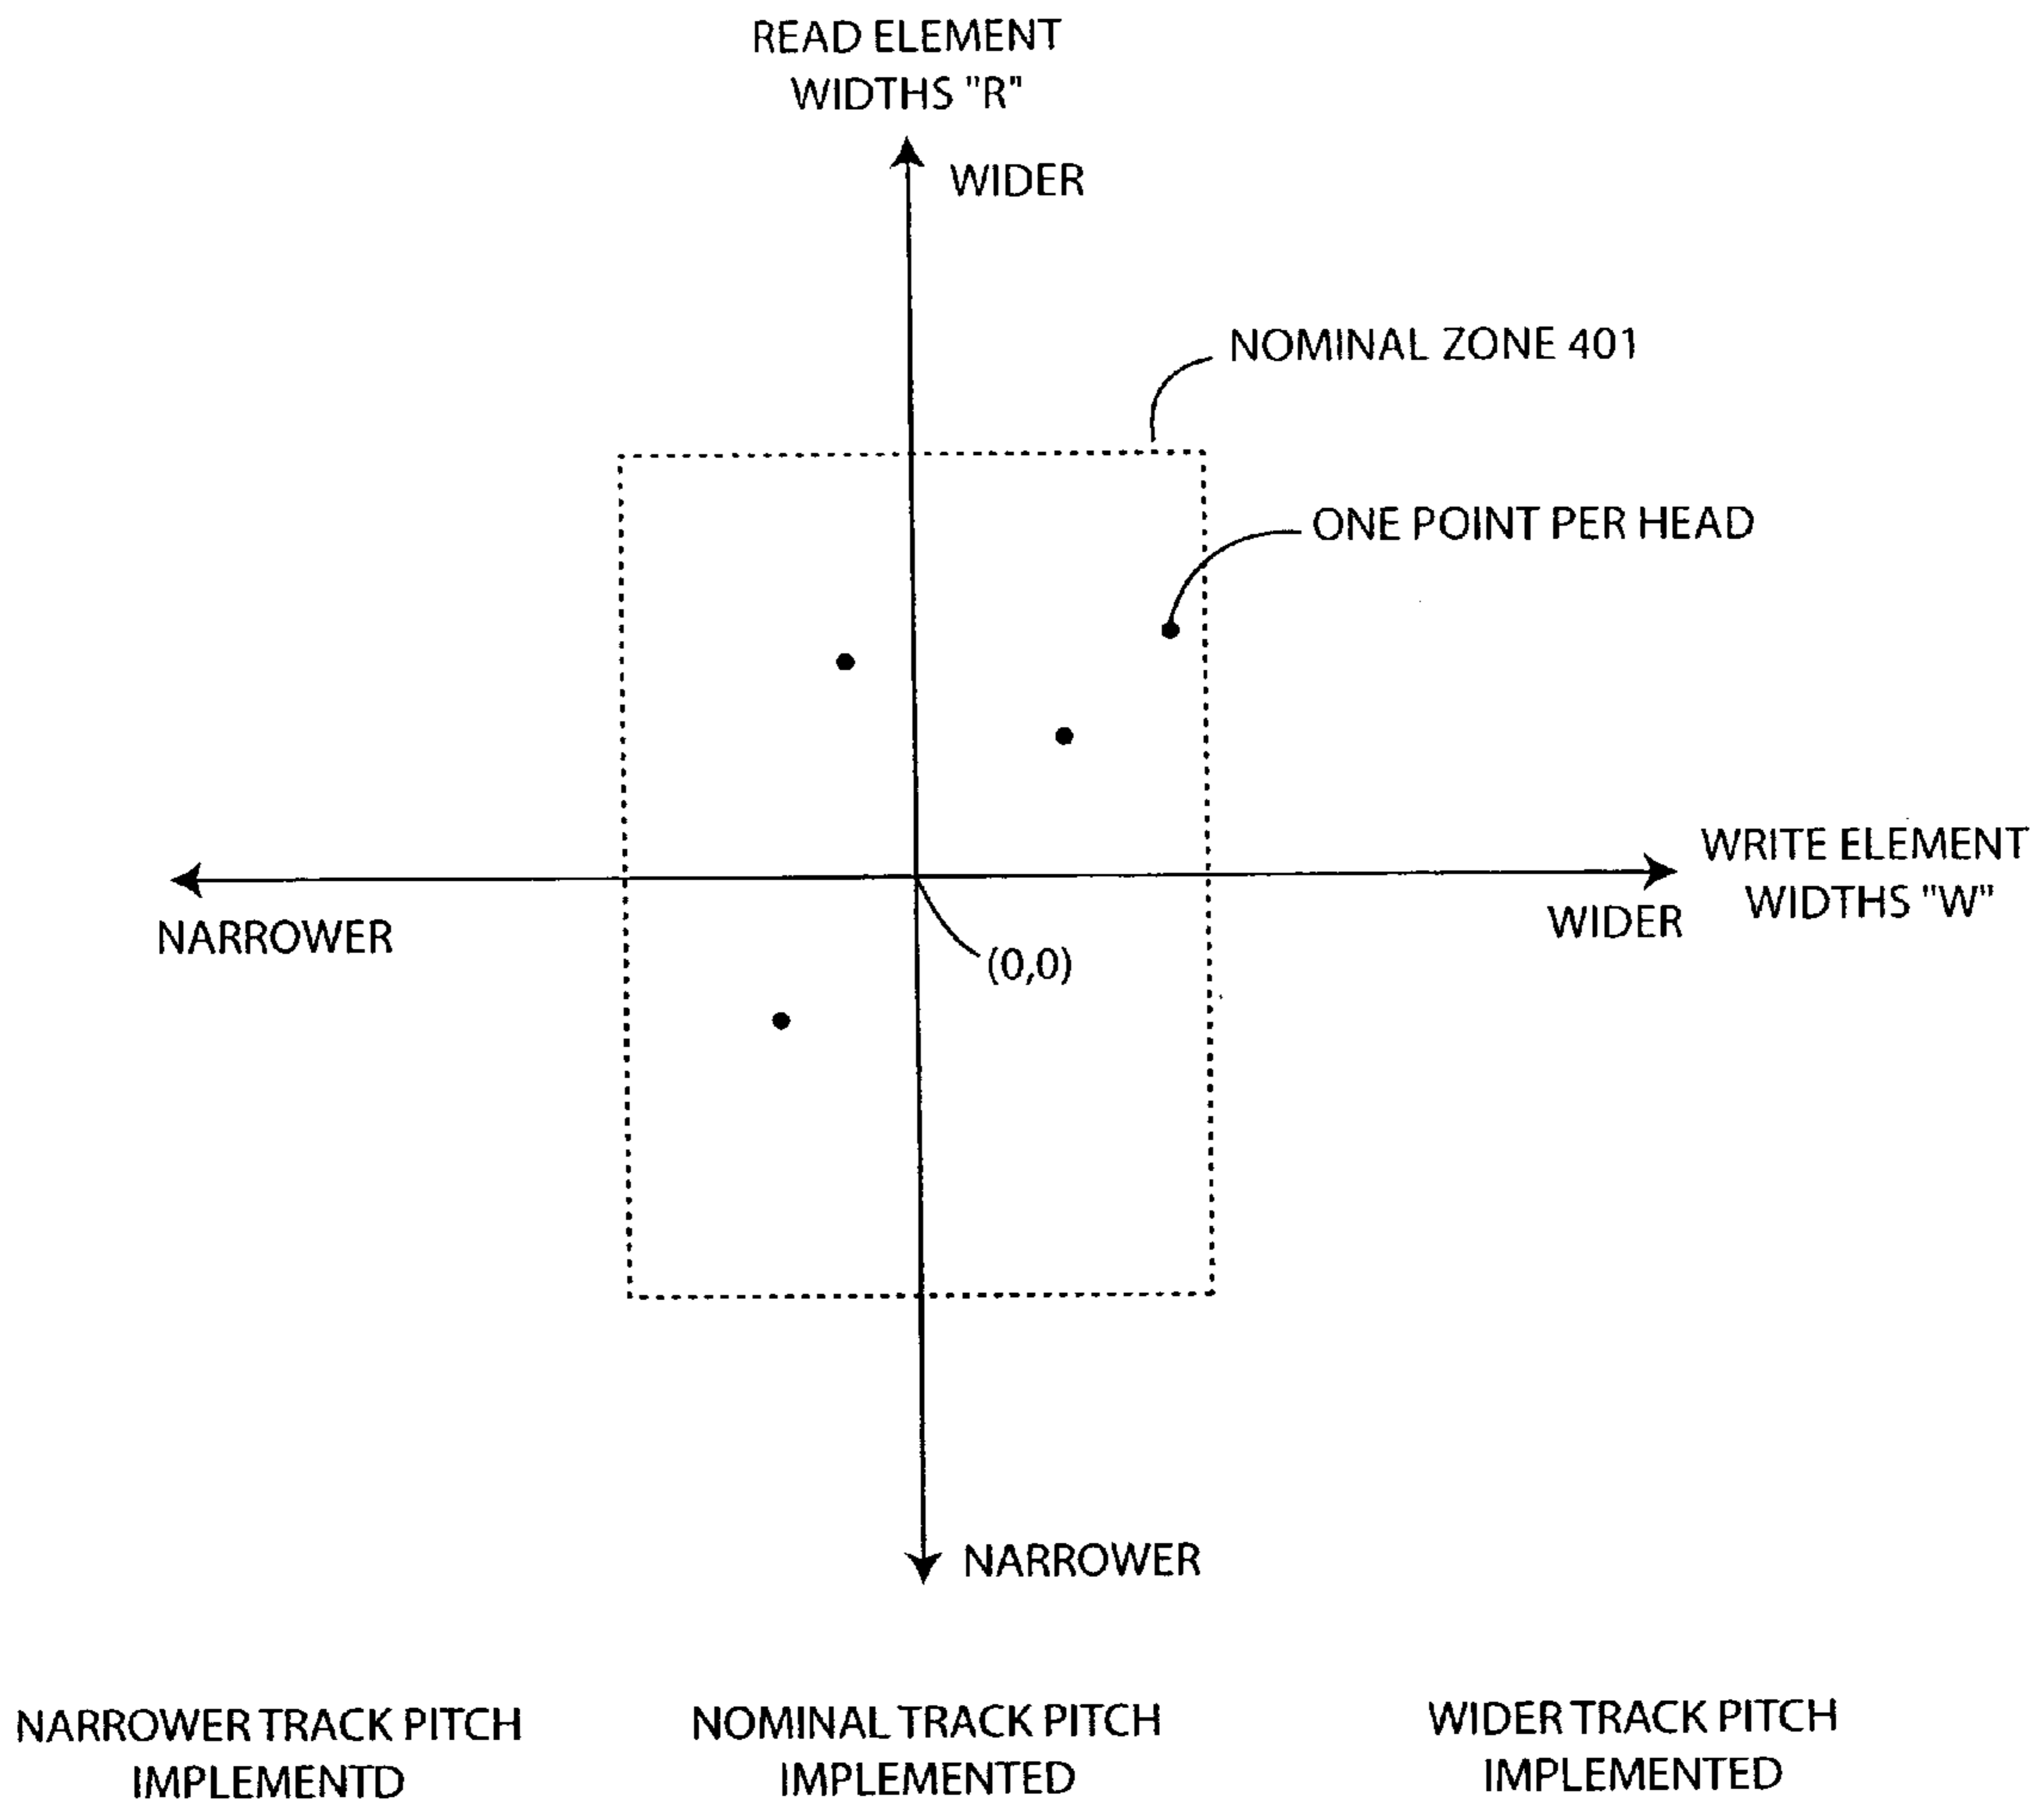 READ ELEMENT
WIDTHS "R"
WIDER
NOMINAL ZONE 401
ONE POINT PER HEAD
WRITE ELEMENT
WIDTHS "W"
WIDER
NARROWER
(0,0)
NARROWER
NARROWER TRACK PITCH
IMPLEMENTD
NOMINAL TRACK PITCH
IMPLEMENTED
WIDER TRACK PITCH
IMPLEMENTED